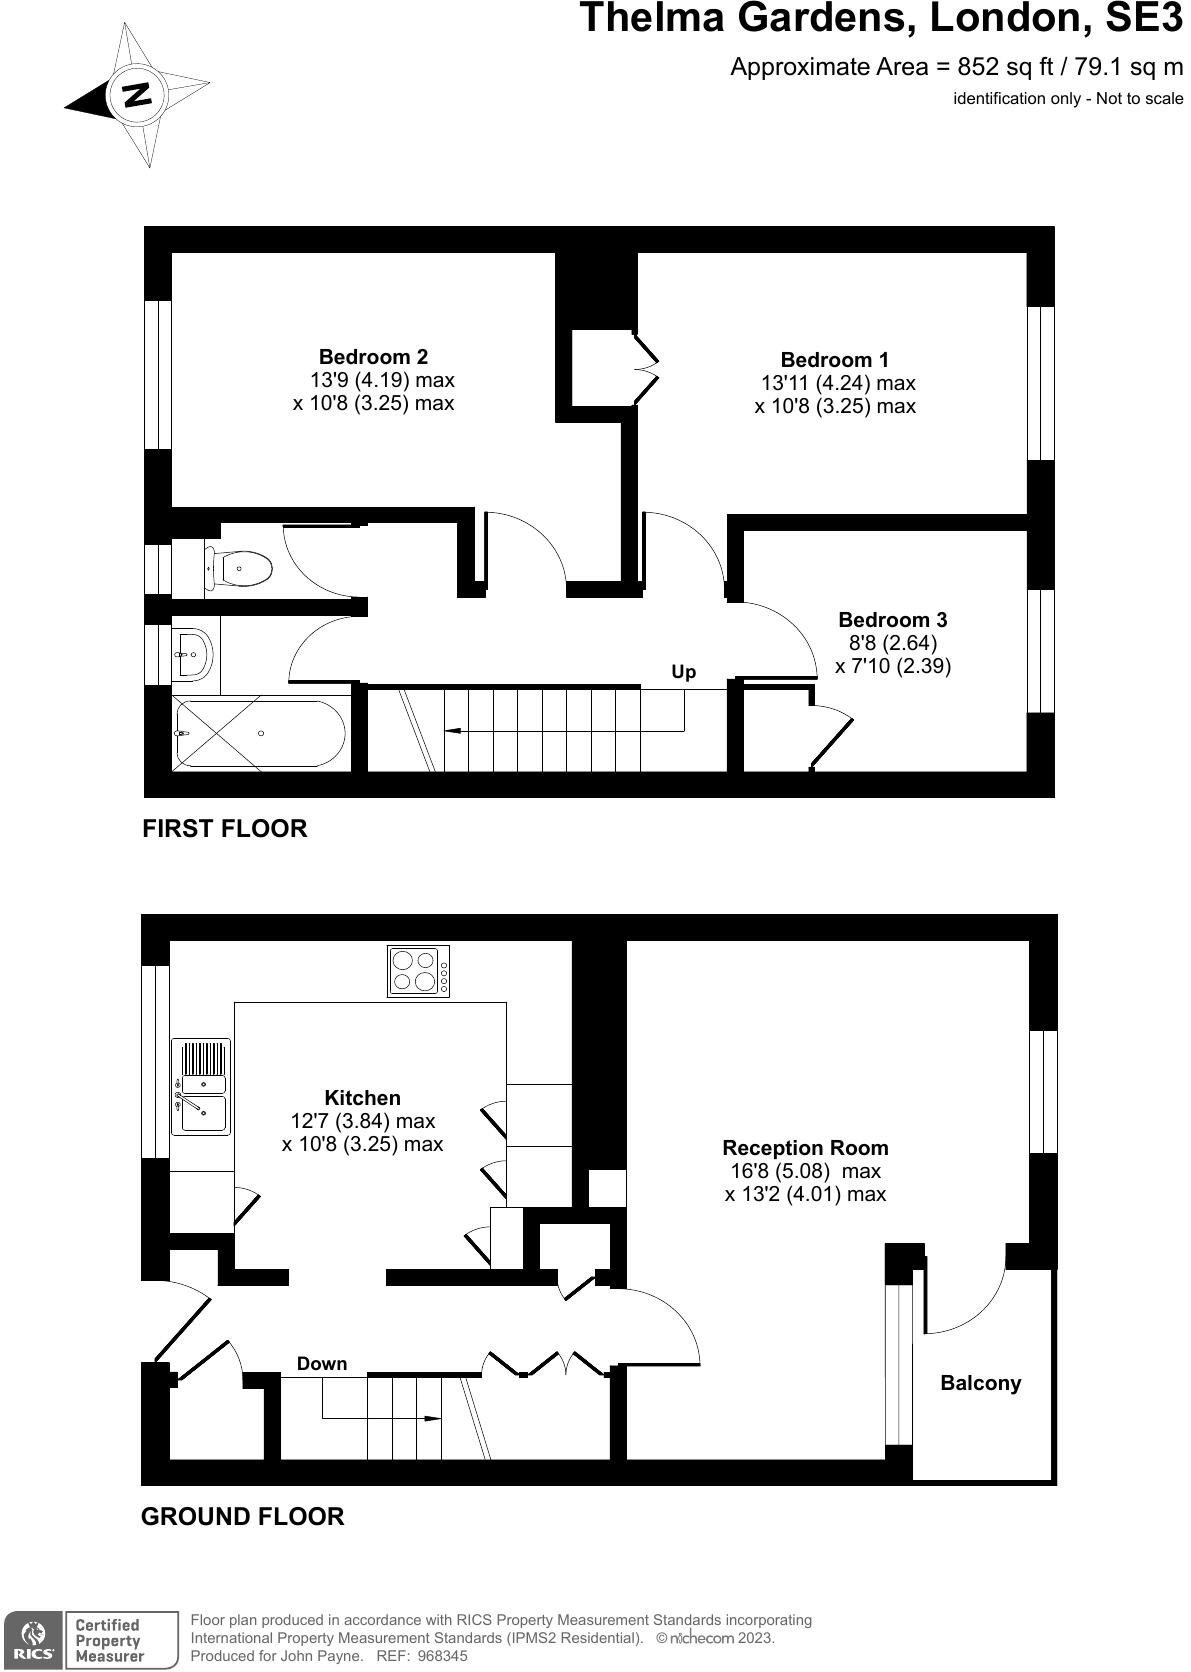 Thelma Gardens, London, SE3
Approximate Area = 852 sq ft / 79.1 sq m
identification only - Not to scale
N
Bedroom 2
13'9 (4.19) max
x 10'8 (3.25) max
Bedroom 1
13'11 (4.24) max
x 10'8 (3.25) max
Bedroom 3
8'8 (2.64)
x 7'10 (2.39)
Up
FIRST FLOOR
Kitchen
12'7 (3.84) max
x 10'8 (3.25) max
Reception Room
16'8 (5.08) max
x 13'2 (4.01) max
Down
Balcony
GROUND FLOOR
RICS
Certified
Property
Measurer
Floor plan produced in accordance with RICS Property Measurement Standards incorporating
International Property Measurement Standards (IPMS2 Residential). © nichecom 2023.
Produced for John Payne. REF: 968345